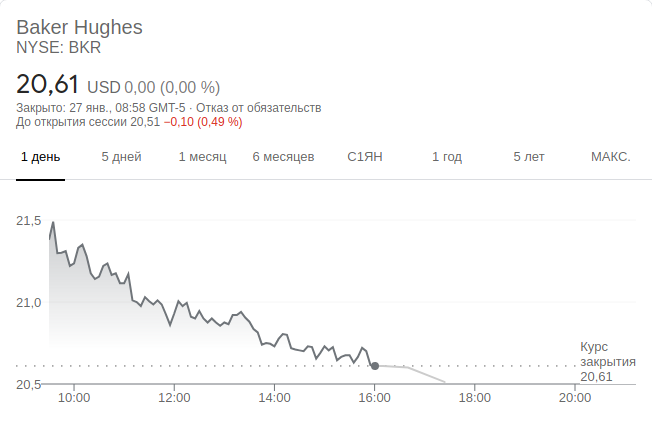 Baker Hughes
NYSE: BKR
20,61 USD 0,00 (0,00 %)
Закрыто: 27 янв., 08:58 GMT-5 · Отказ от обязательств
До открытия сессии 20,51 −0,10 (0,49 %)
1 день 5 дней 1 месяц 6 месяцев С1ЯН 1 год 5 лет МАКС.
21,5
21,0
Курс
закрытия
20,61
20,5
10:00 12:00 14:00 16:00 18:00 20:00